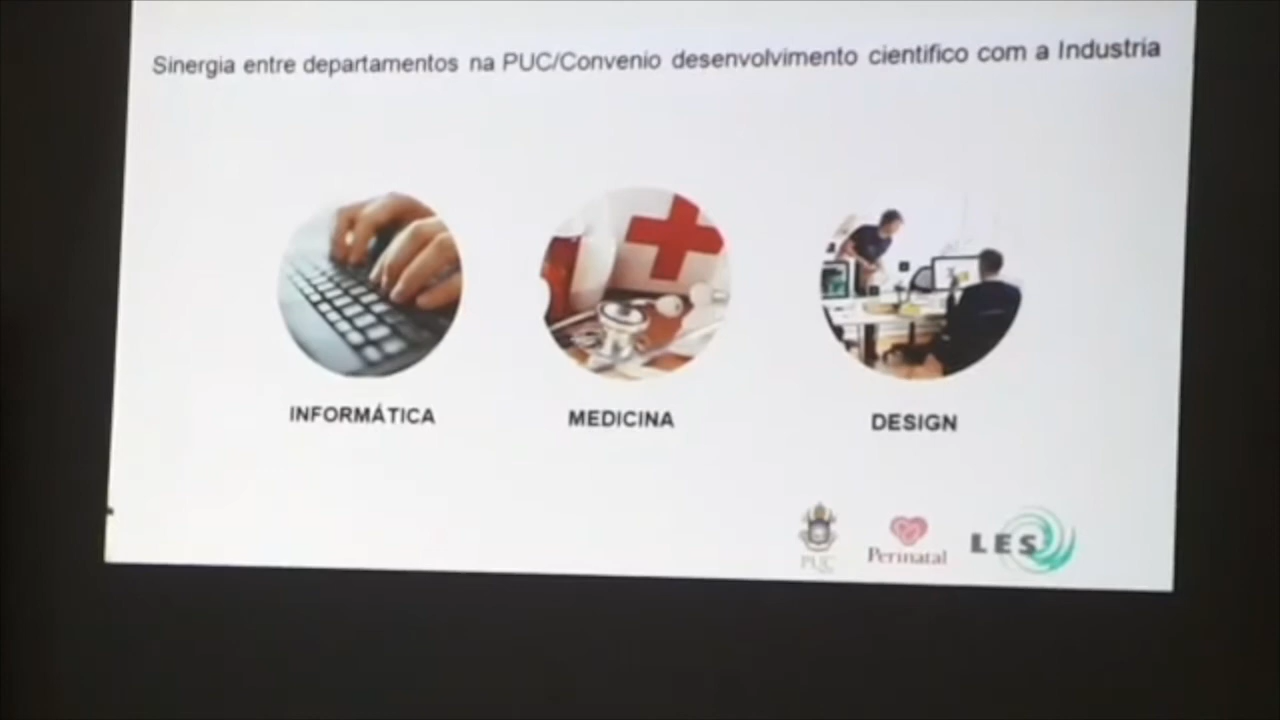 Sinergia entre departamentos na PUC/Convenio desenvolvimento cientifico com a Industria
INFORMÁTICA
MEDICINA
DESIGN
PUC
Perinatal
LES